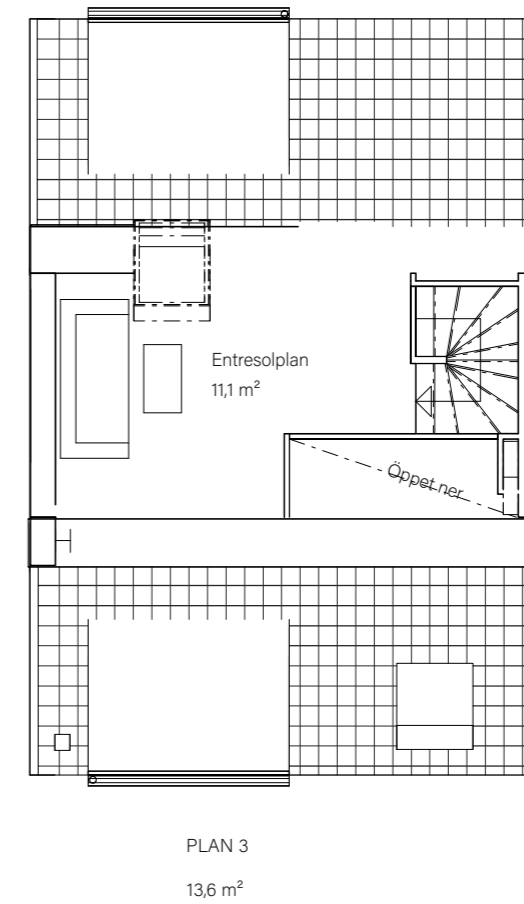 Entresolplan
11,1 m²
Öppet ner
PLAN 3
13,6 m²